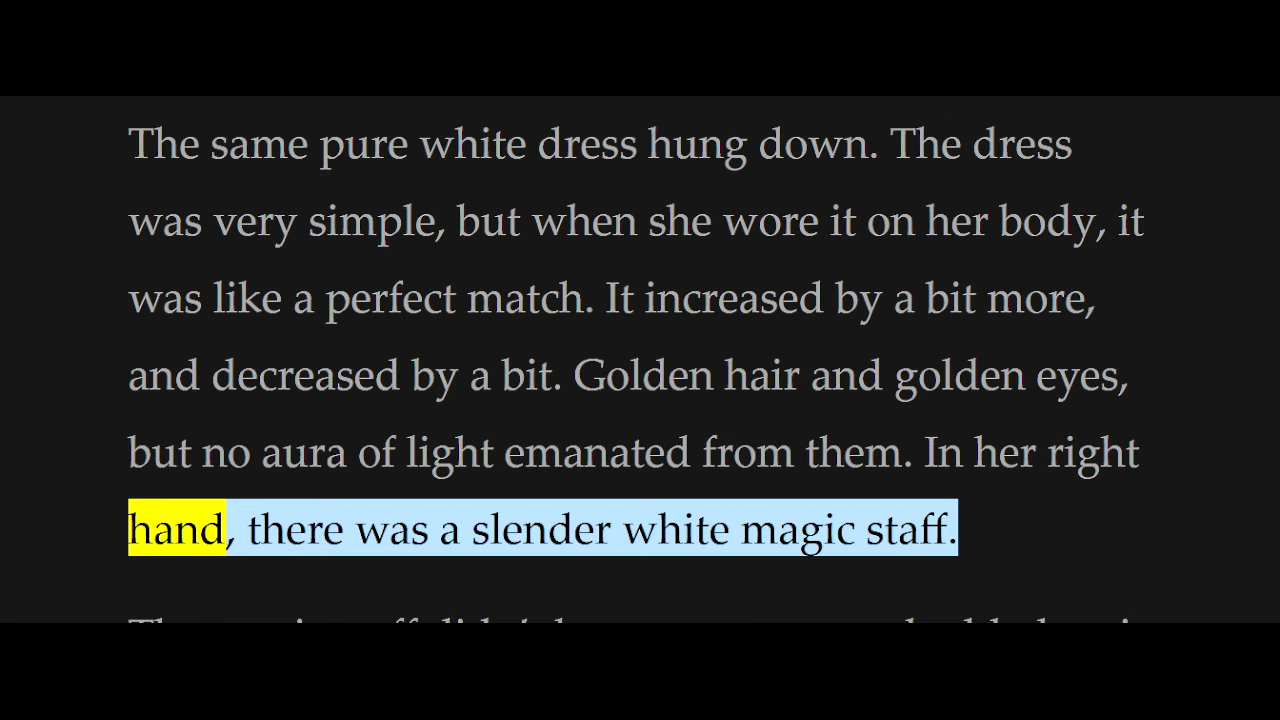 The same pure white dress hung down. The dress
was very simple, but when she wore it on her body, it
was like a perfect match. It increased by a bit more,
and decreased by a bit. Golden hair and golden eyes,
but no aura of light emanated from them. In her right
hand, there was a slender white magic staff.